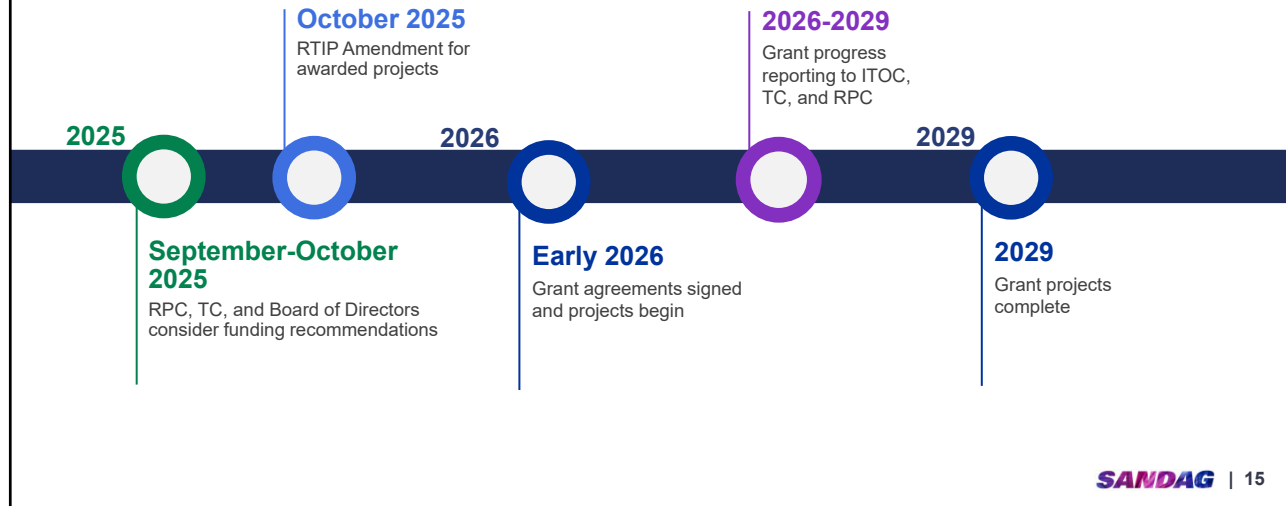 October 2025
RTIP Amendment for
awarded projects
2026-2029
Grant progress
reporting to ITOC,
TC, and RPC
2025
2026
2029
September-October
2025
RPC, TC, and Board of Directors
consider funding recommendations
Early 2026
Grant agreements signed
and projects begin
2029
Grant projects
complete
SANDAG | 15